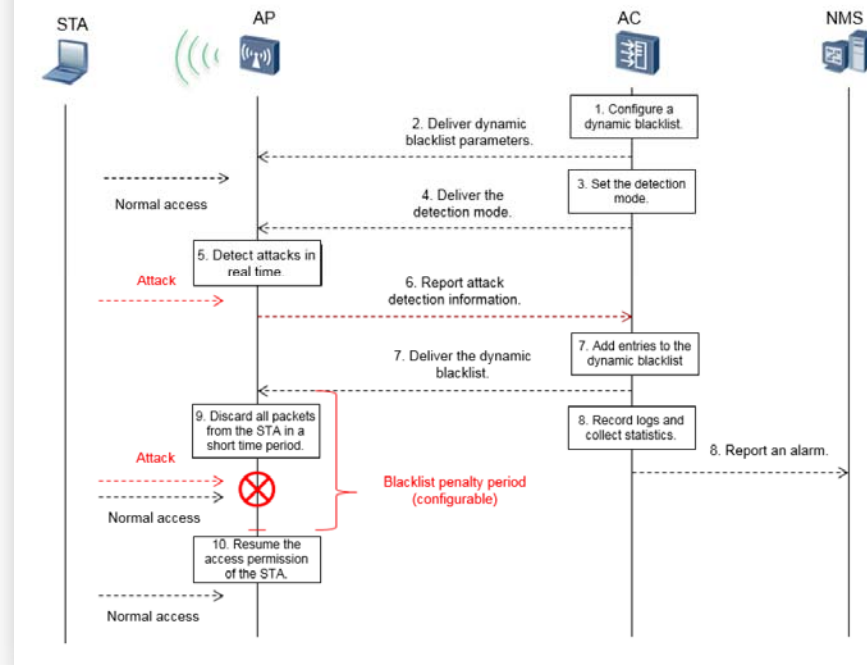 STA
AP
AC
NMS
1. Configure a
dynamic blacklist.
2. Deliver dynamic
blacklist parameters.
Normal access
3. Set the detection
mode.
4. Deliver the
detection mode.
5. Detect attacks in
real time.
Attack
6. Report attack
detection information.
7. Add entries to the
dynamic blacklist
7. Deliver the dynamic
blacklist.
9. Discard all packets
from the STA in a
short time period.
8. Record logs and
collect statistics.
8. Report an alarm.
Attack
Blacklist penalty period
(configurable)
Normal access
10. Resume the
access permission
of the STA.
Normal access